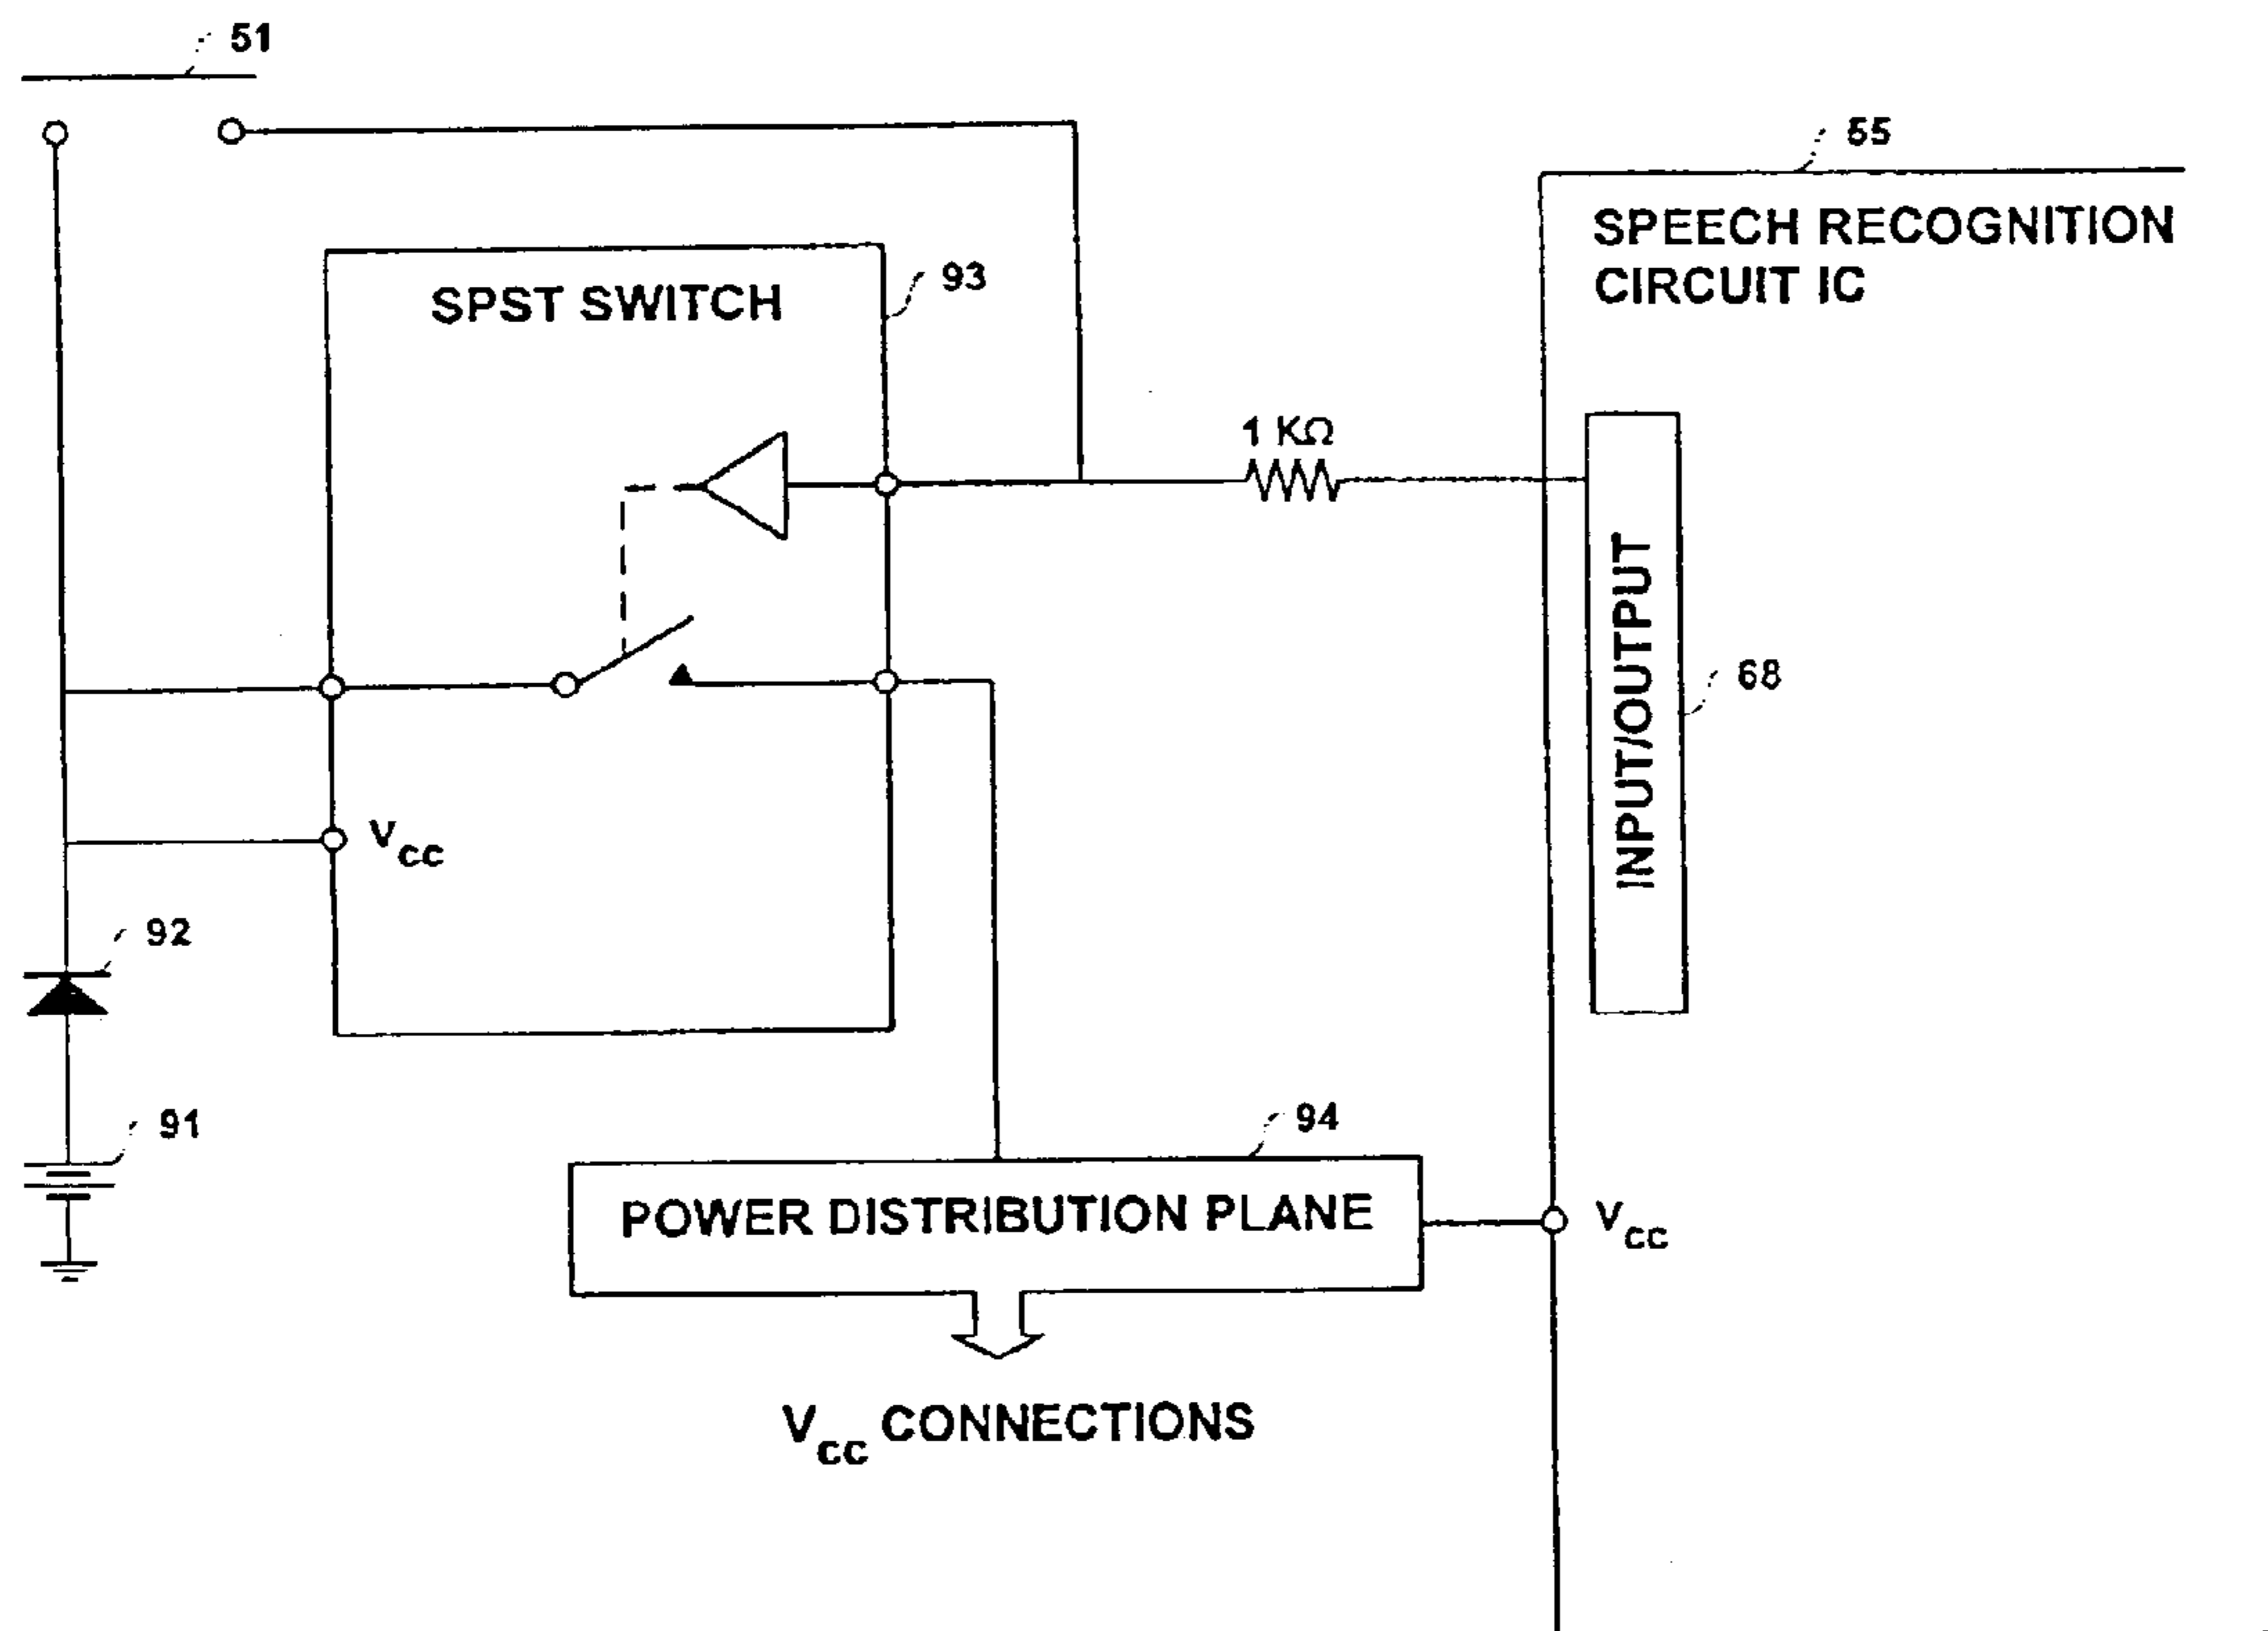 51
55
SPEECH RECOGNITION
CIRCUIT IC
SPST SWITCH
93
1 KΩ
INPUT/OUTPUT
68
VCC
92
91
94
POWER DISTRIBUTION PLANE
VCC
VCC CONNECTIONS